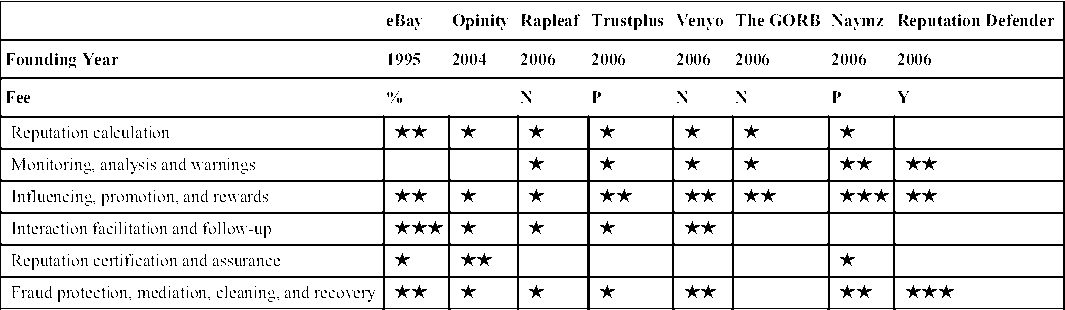 eBay Opinity Rapleaf Trustplus Venyo The GORB Naymz Reputation Defender
Founding Year 1995 2004 2006 2006 2006 2006 2006 2006
Fee % N P N N P Y
Reputation calculation ★★ ★ ★ ★ ★ ★ ★
Monitoring, analysis and warnings ★ ★ ★ ★ ★★ ★★
Influencing, promotion, and rewards ★★ ★ ★ ★★ ★★ ★★ ★★★ ★★
Interaction facilitation and follow-up ★★★ ★ ★ ★ ★★
Reputation certification and assurance ★ ★★ ★
Fraud protection, mediation, cleaning, and recovery ★★ ★ ★ ★ ★★ ★★ ★★★